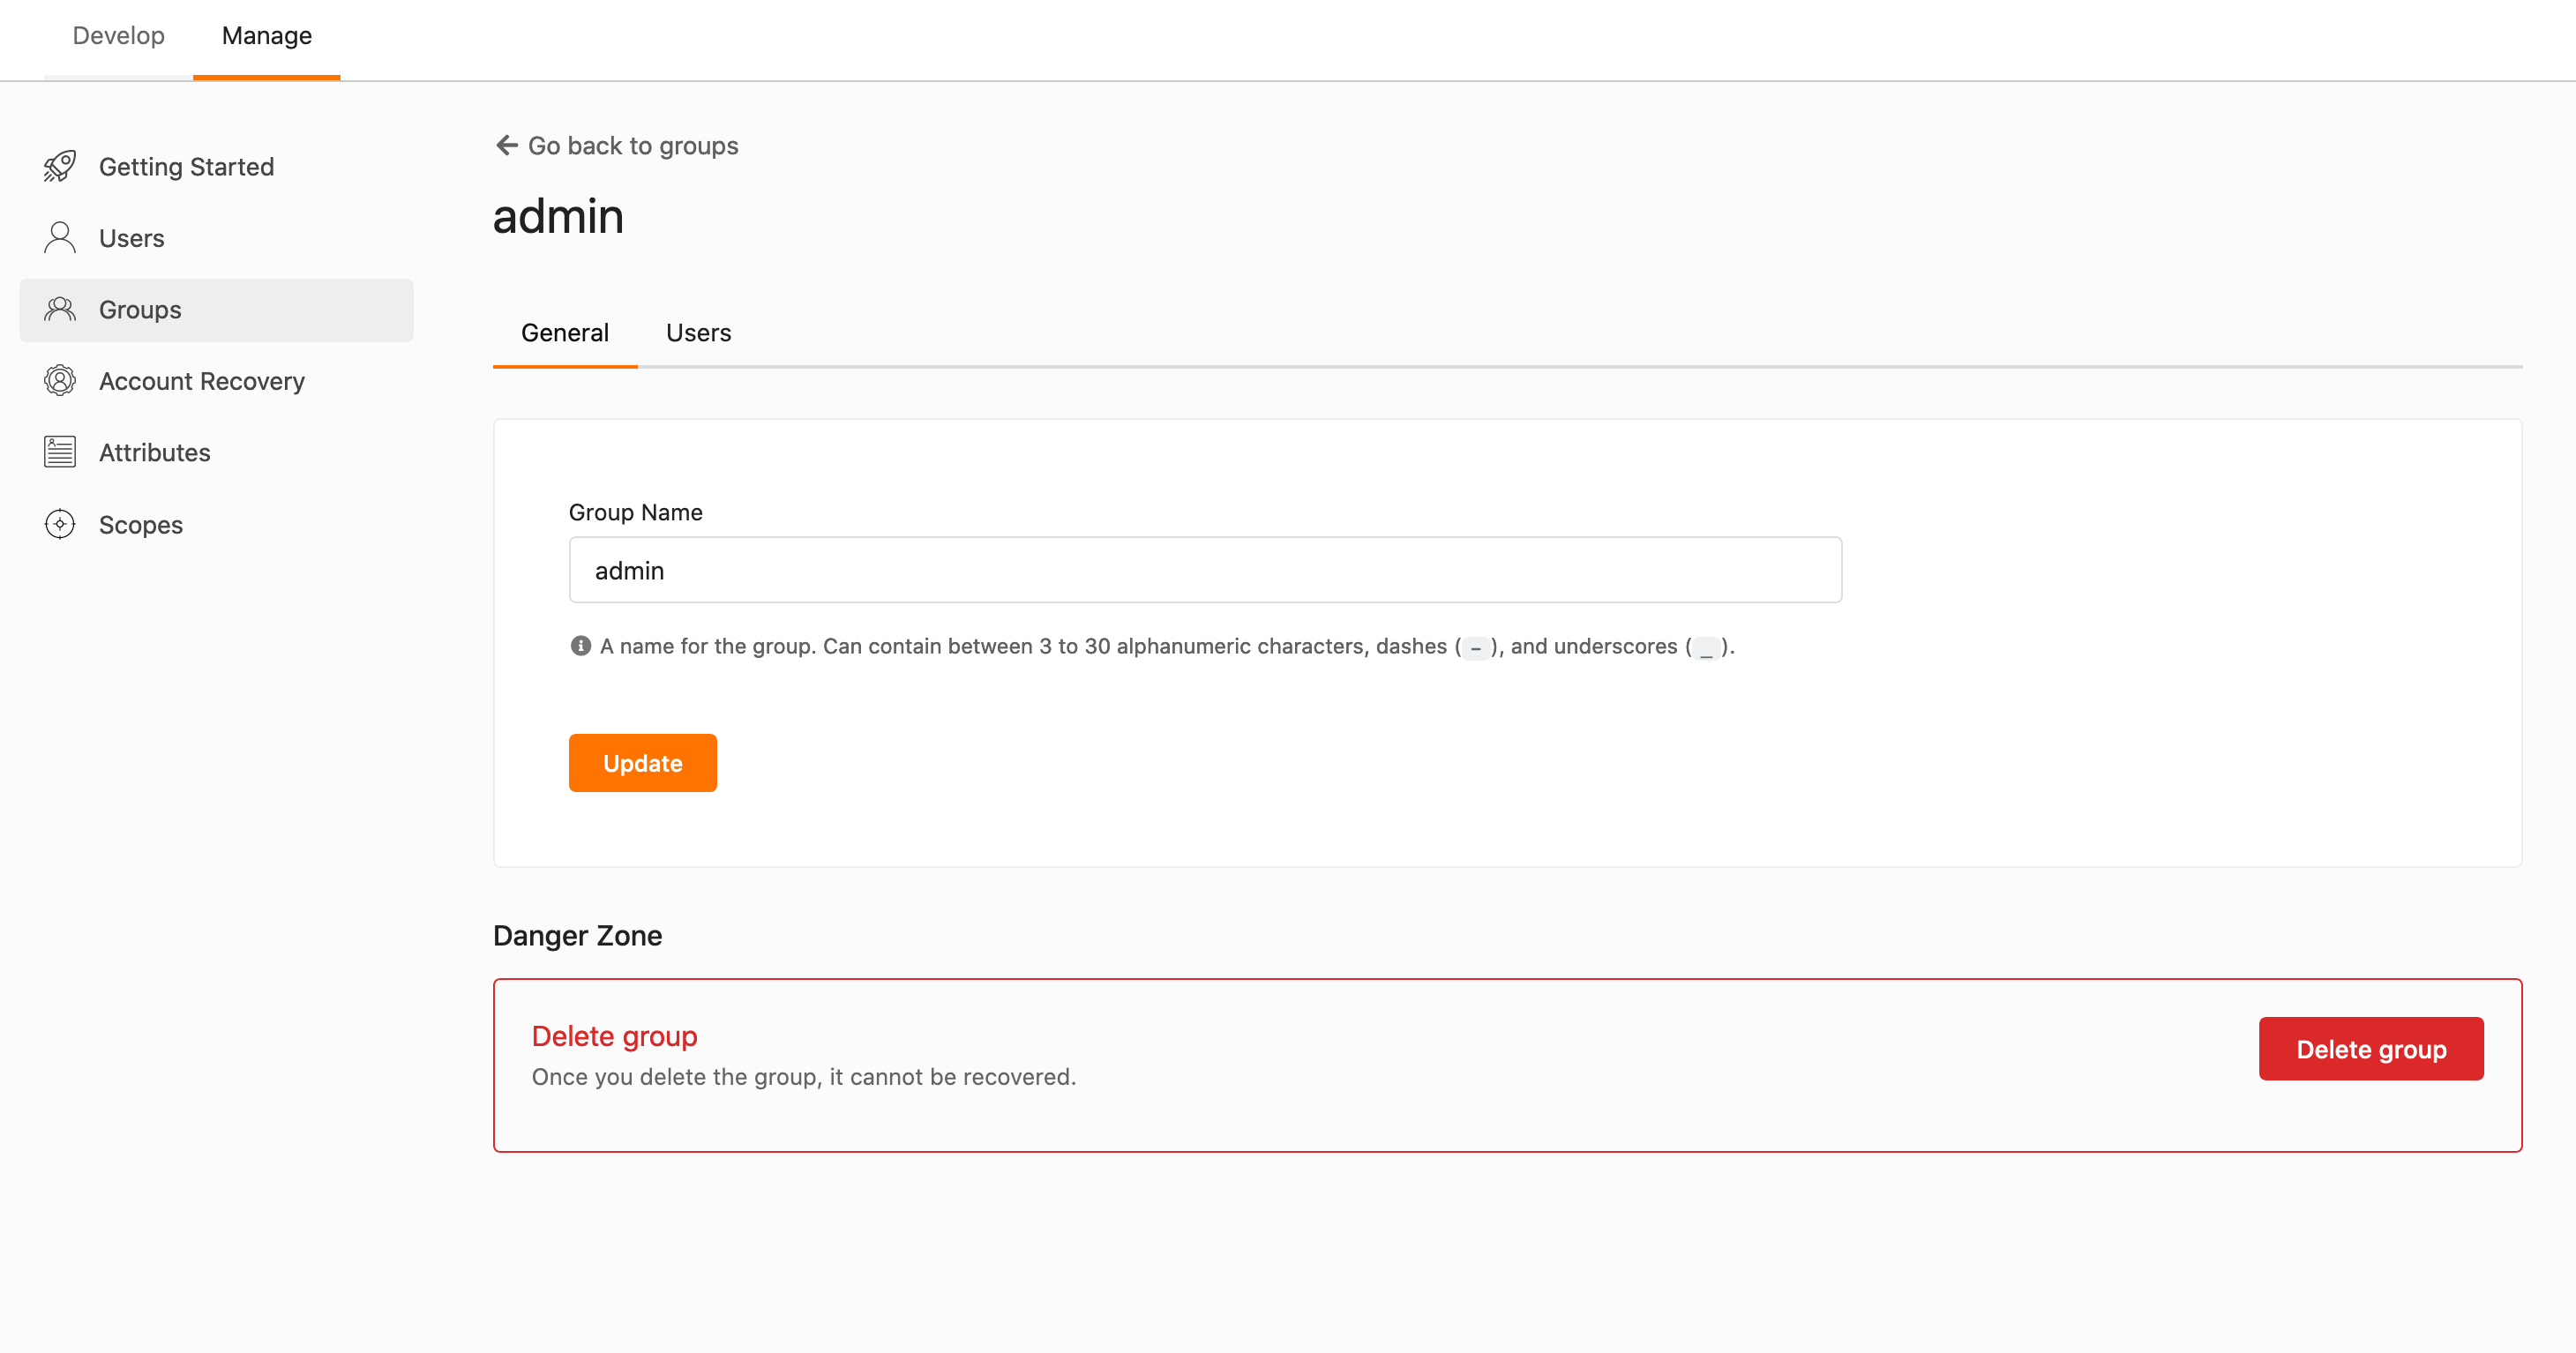 Develop
Manage
Getting Started
Users
Groups
Account Recovery
Attributes
Scopes
Go back to groups
admin
General
Users
Group Name
admin
A name for the group. Can contain between 3 to 30 alphanumeric characters, dashes ( - ), and underscores ( _ ).
Update
Danger Zone
Delete group
Once you delete the group, it cannot be recovered.
Delete group